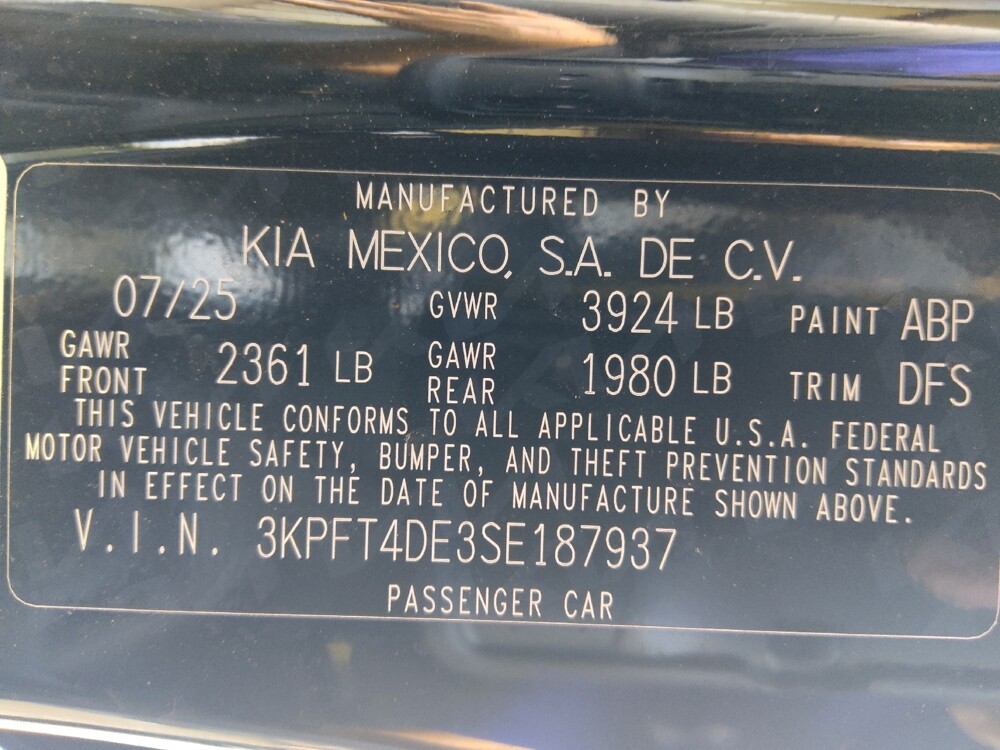 MANUFACTURED BY
KIA MEXICO, S.A. DE C.V.
07/25 GVWR 3924 LB PAINT ABP
GAWR FRONT 2361 LB GAWR REAR 1980 LB TRIM DFS
THIS VEHICLE CONFORMS TO ALL APPLICABLE U.S.A. FEDERAL
MOTOR VEHICLE SAFETY, BUMPER, AND THEFT PREVENTION STANDARDS
IN EFFECT ON THE DATE OF MANUFACTURE SHOWN ABOVE.
V.I.N. 3KPFT4DE3SE187937
PASSENGER CAR